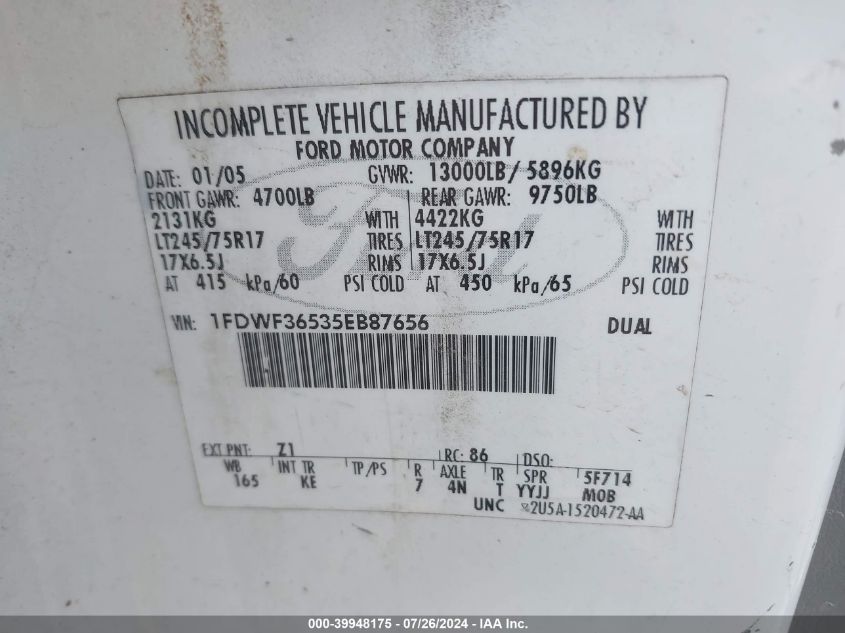 INCOMPLETE VEHICLE MANUFACTURED BY
FORD MOTOR COMPANY
DATE: 01/05 GVWR: 13000LB/ 5896KG
FRONT GAWR: 4700LB REAR GAWR: 9750LB
2131KG WITH 4422KG WITH
LT245/75R17 TIRES LT245/75R17 TIRES
17X6.5J RIMS 17X6.5J RIMS
AT 415 kPa/60 PSI COLD AT 450 kPa/65 PSI COLD
VIN: 1FDWF36535EB87656 DUAL
EXT PNT: Z1 RC: 86 DSO:
WB INT TR TP/PS R AXLE TR SPR 5F714
165 KE 7 4N T YYJJ MOB
UNC 2U5A-1520472-AA
000-39948175 - 07/26/2024 - IAA Inc.